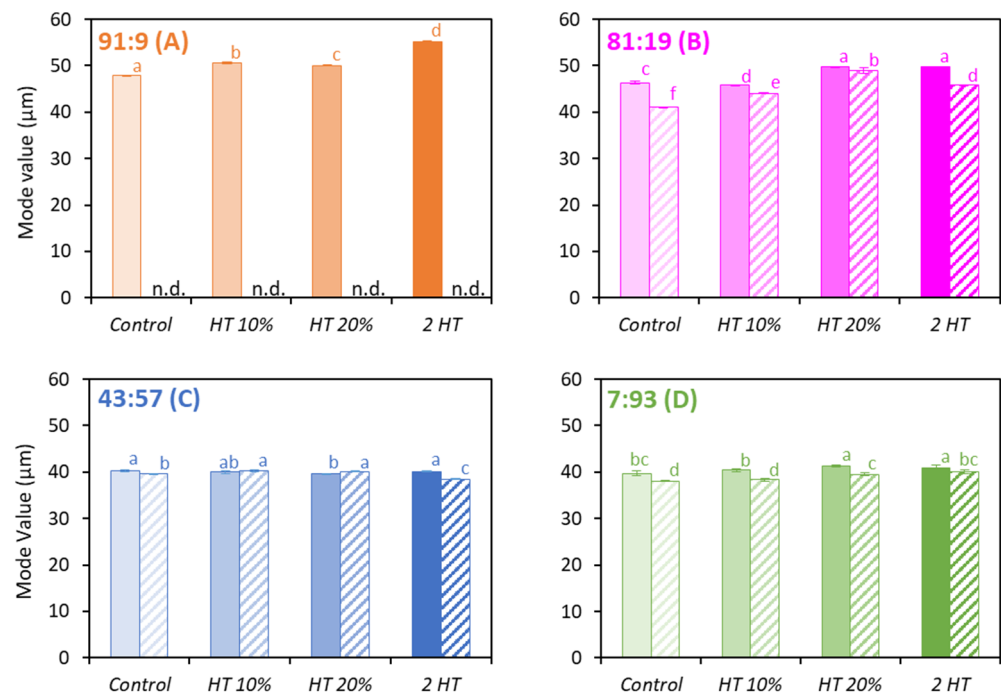 91:9 (A)
Mode value (µm)
60
50
40
30
20
10
0
a
b
c
d
n.d.
n.d.
n.d.
n.d.
Control
HT 10%
HT 20%
2 HT
81:19 (B)
60
50
40
30
20
10
0
c
f
d
e
a
b
a
d
Control
HT 10%
HT 20%
2 HT
43:57 (C)
Mode Value (µm)
60
50
40
30
20
10
0
a
b
ab
a
b
a
a
c
Control
HT 10%
HT 20%
2 HT
7:93 (D)
60
50
40
30
20
10
0
bc
d
b
d
a
c
a
bc
Control
HT 10%
HT 20%
2 HT